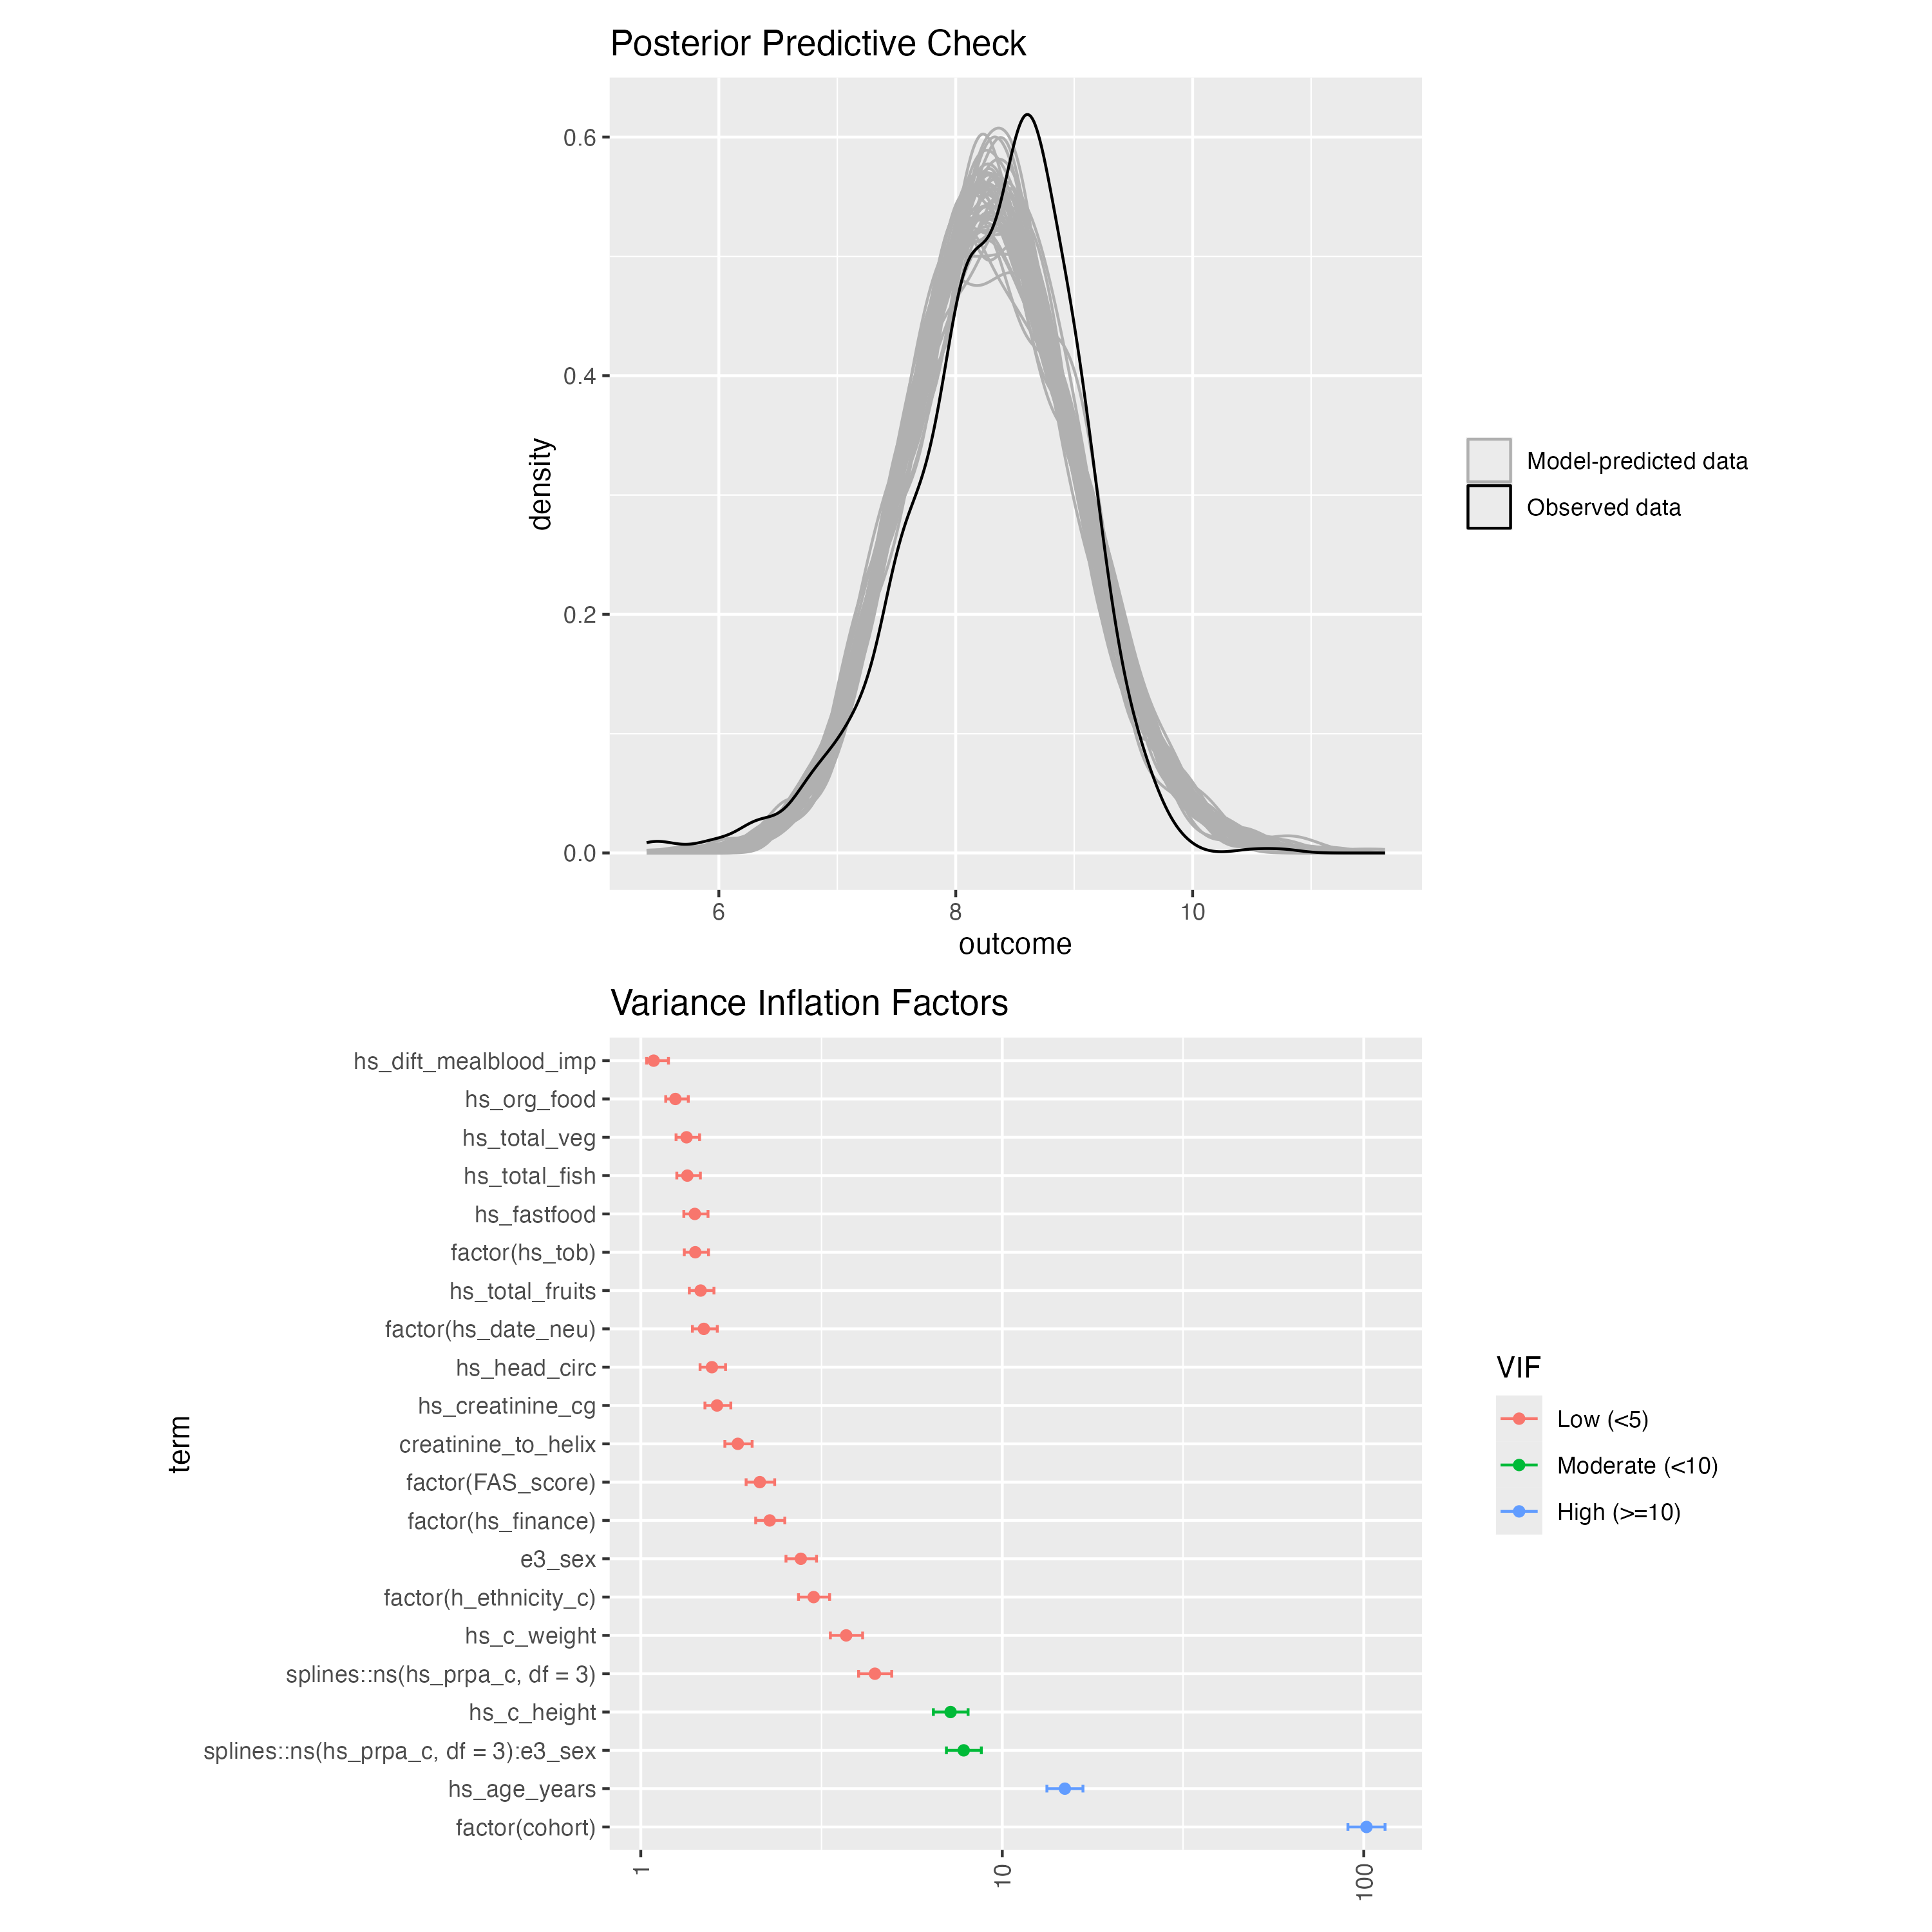 Posterior Predictive Check
0.6
0.4
0.2
0.0
density
6
8
10
outcome
Model-predicted data
Observed data
Variance Inflation Factors
hs_dift_mealblood_imp
hs_org_food
hs_total_veg
hs_total_fish
hs_fastfood
factor(hs_tob)
hs_total_fruits
factor(hs_date_neu)
hs_head_circ
hs_creatinine_cg
creatinine_to_helix
factor(FAS_score)
factor(hs_finance)
e3_sex
factor(h_ethnicity_c)
hs_c_weight
splines::ns(hs_prpa_c, df = 3)
hs_c_height
splines::ns(hs_prpa_c, df = 3):e3_sex
hs_age_years
factor(cohort)
term
1
10
100
VIF
Low (<5)
Moderate (<10)
High (>=10)